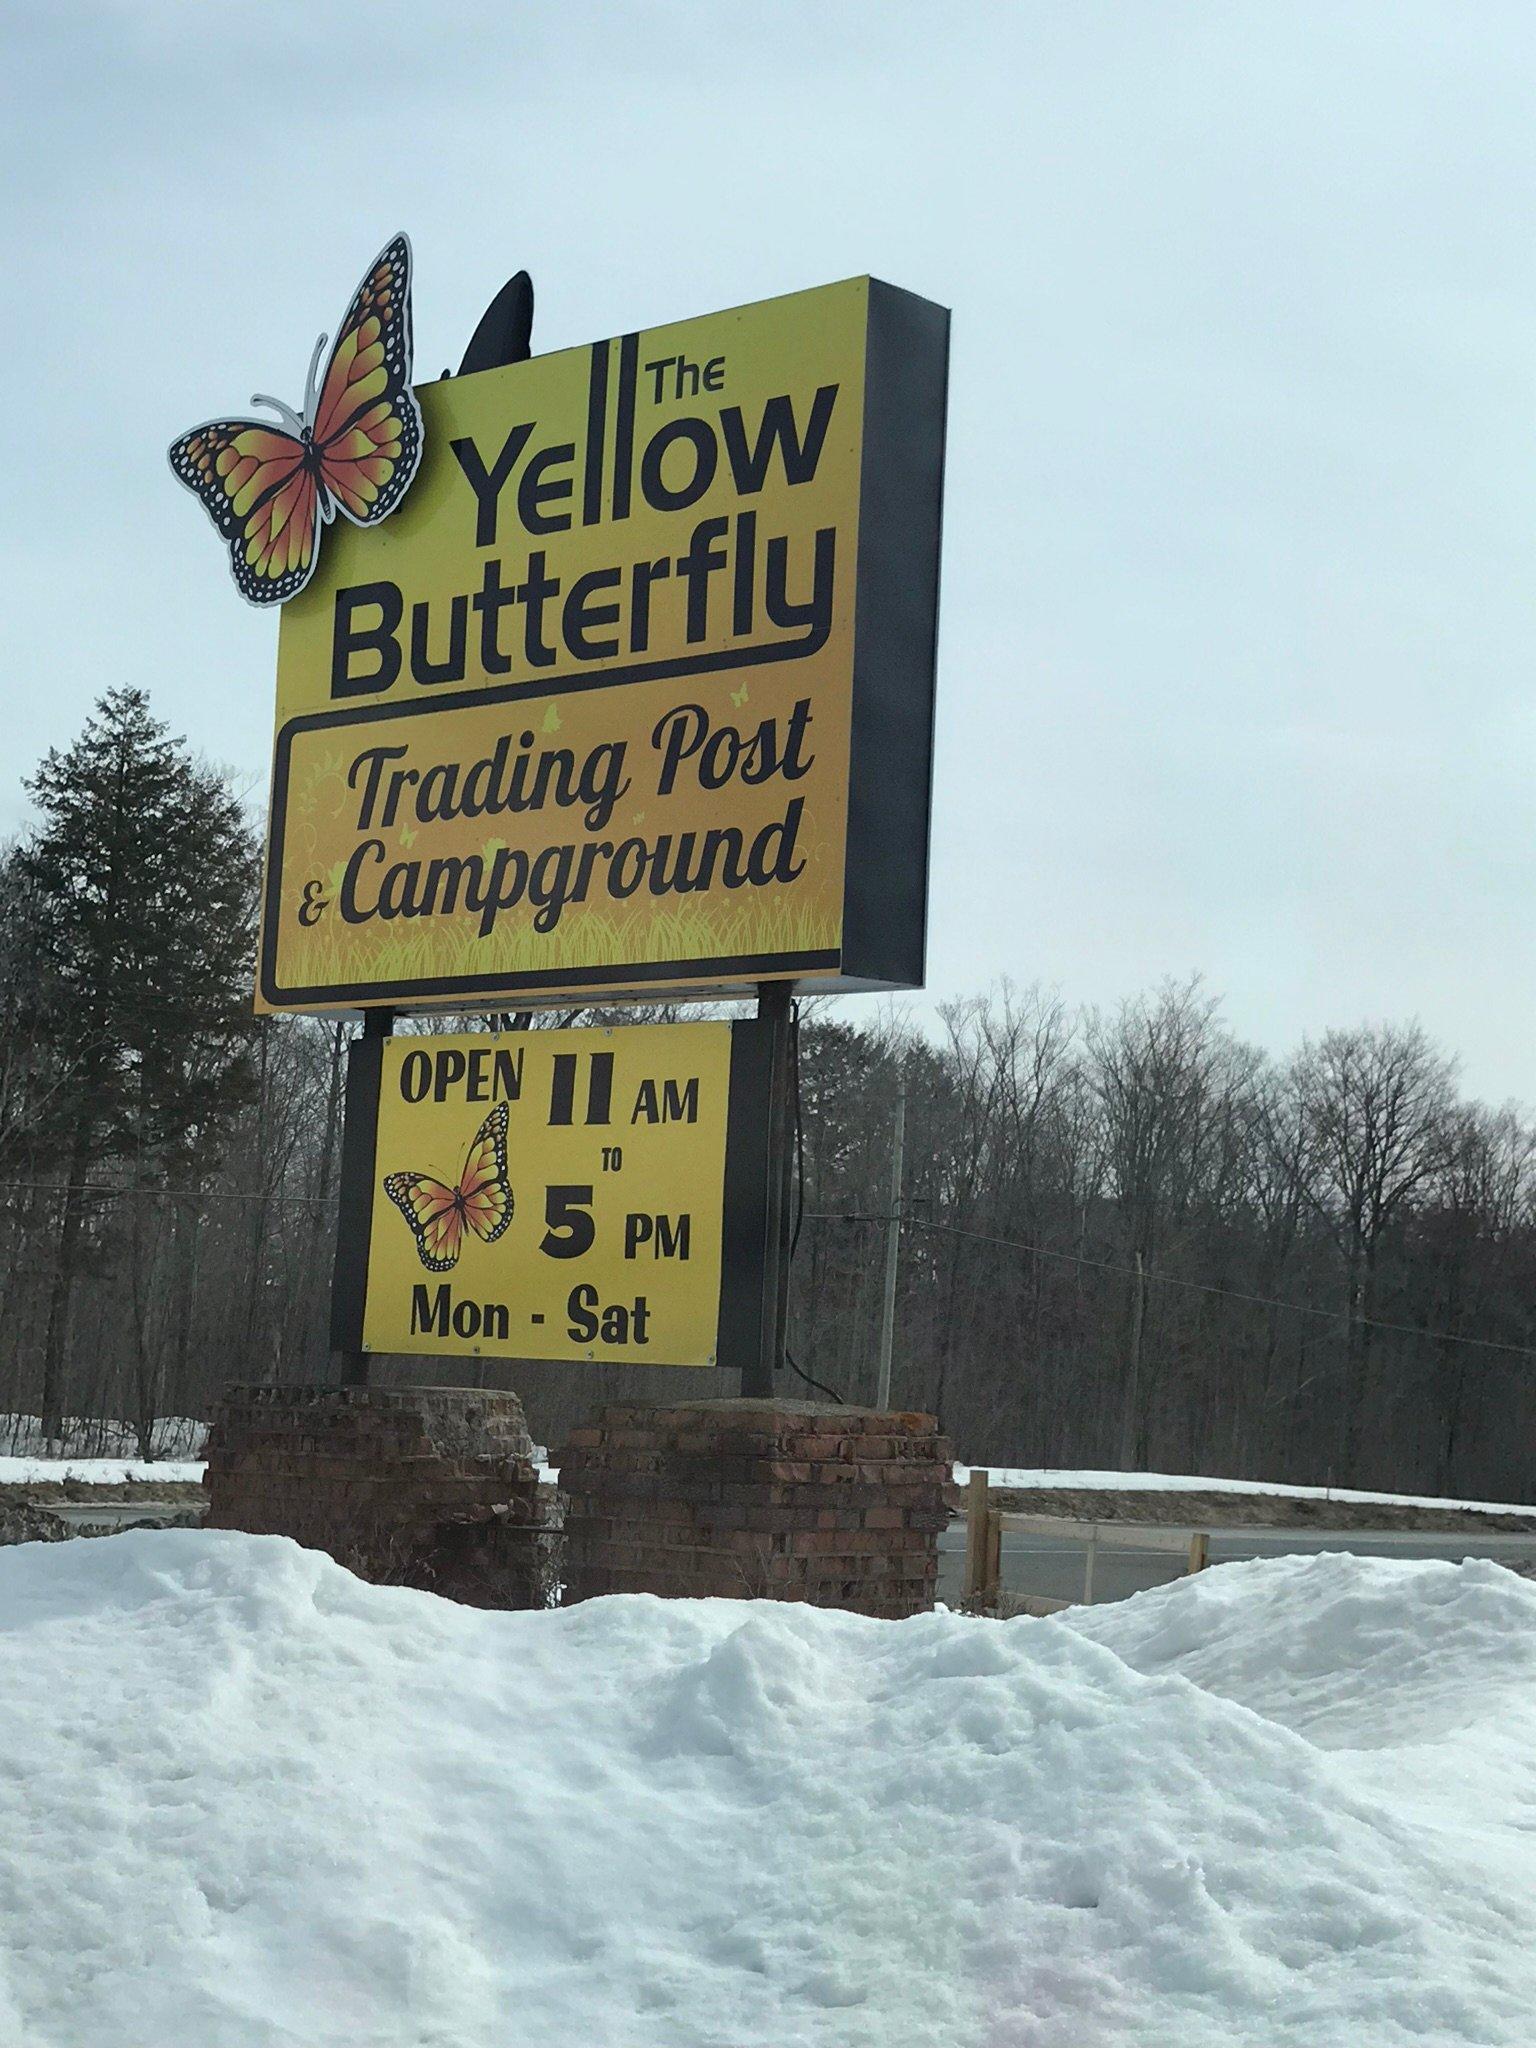 The
Yellow
Butterfly
Trading Post
& Campground
OPEN 11 AM
TO
5 PM
Mon - Sat